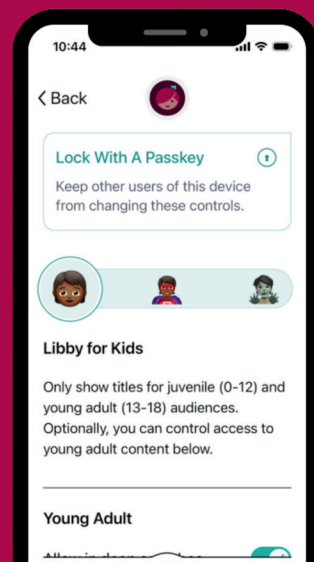 10:44
Back
Lock With A Passkey
Keep other users of this device
from changing these controls.
Libby for Kids
Only show titles for juvenile (0-12) and
young adult (13-18) audiences.
Optionally, you can control access to
young adult content below.
Young Adult